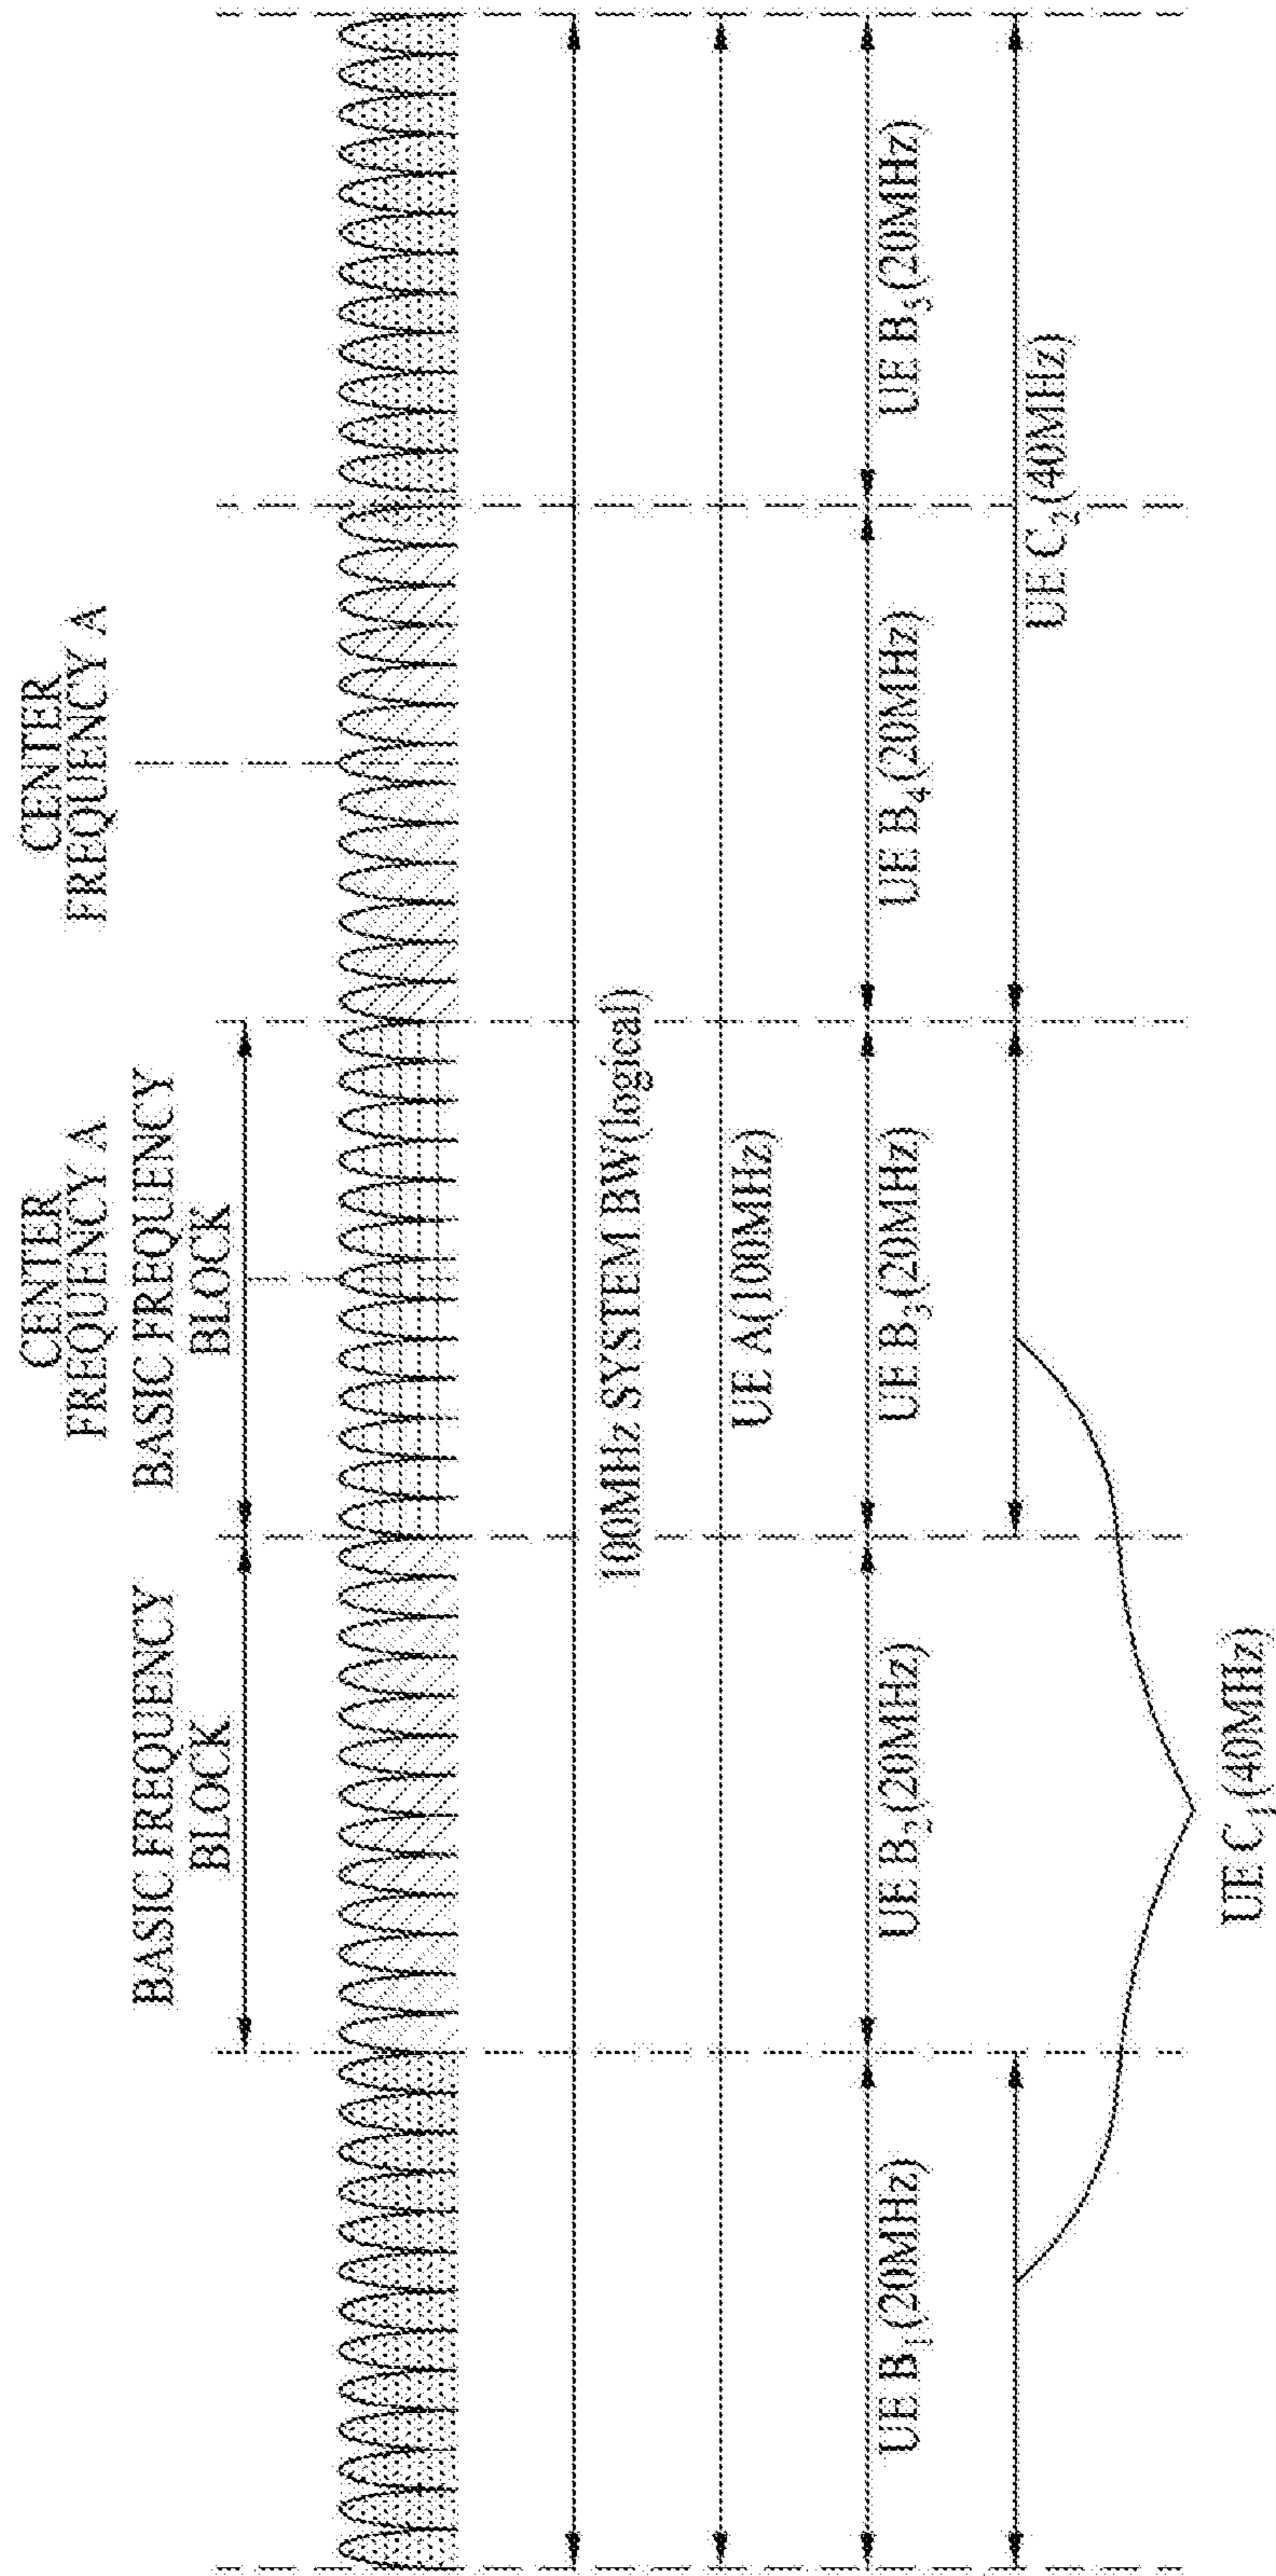 CENTER
FREQUENCY A
CENTER
FREQUENCY A
BASIC FREQUENCY
BLOCK
BASIC FREQUENCY
BLOCK
100MHz SYSTEM BW(logical)
UE A(100MHz)
UE B₁(20MHz)
UE B₂(20MHz)
UE B₃(20MHz)
UE B₄(20MHz)
UE B₅(20MHz)
UE C₂(40MHz)
UE C₁(40MHz)